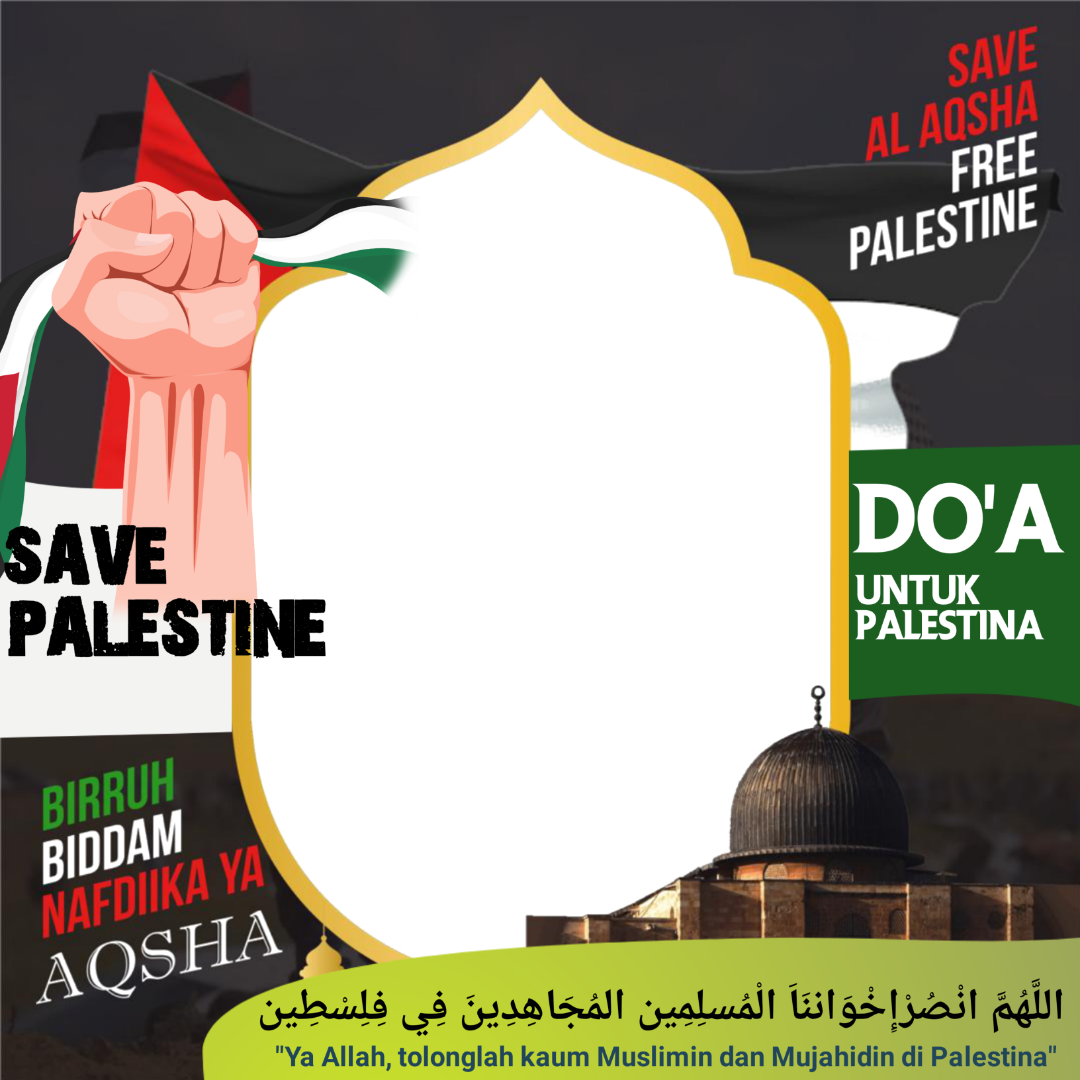 SAVE
AL AQSHA
FREE
PALESTINE
SAVE
PALESTINE
DO'A
UNTUK
PALESTINA
BIRRUH
BIDDAM
NAFDIIKA YA
AQSHA
اللَّهُمَّ انْصُرْإِخْوَاننَاَ الْمُسلِمِين المُجَاهِدِينَ فِي فِلِسْطِين
"Ya Allah, tolonglah kaum Muslimin dan Mujahidin di Palestina"